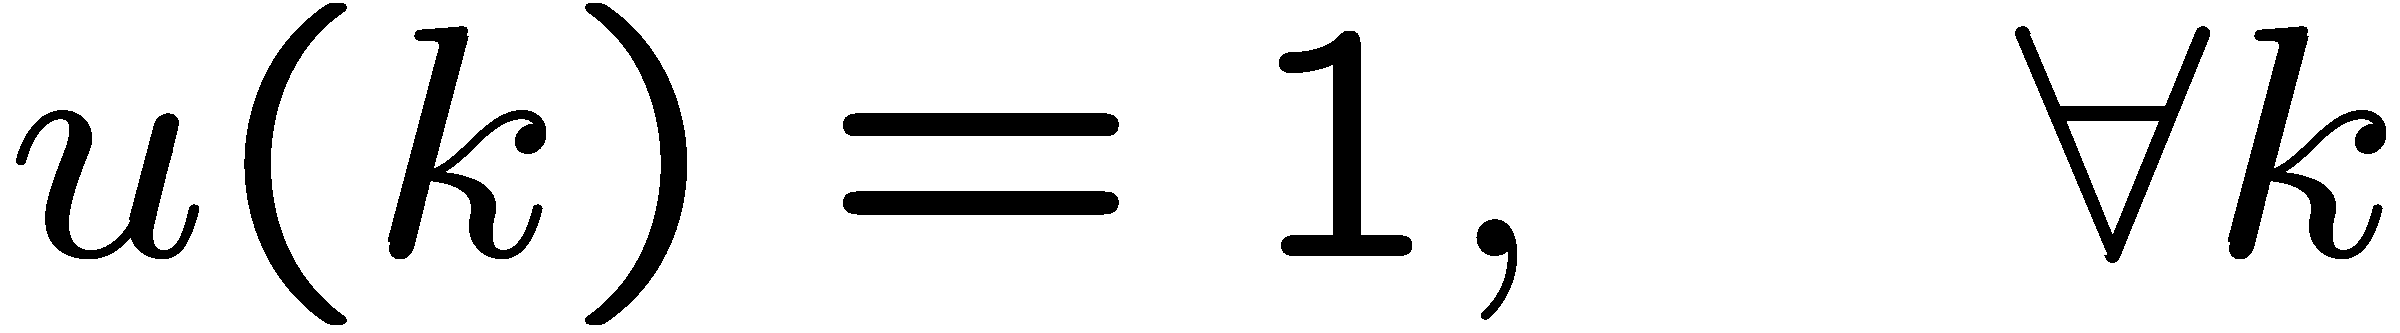 u(k) = 1, ∀k